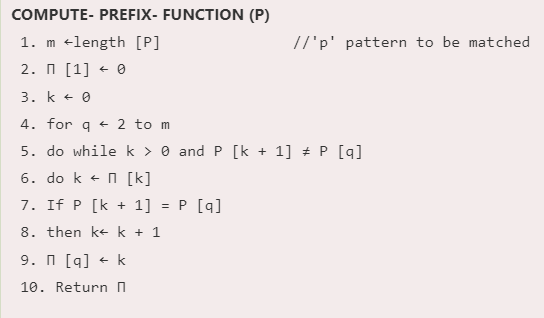 COMPUTE- PREFIX- FUNCTION (P)
1. m ←length [P] //'p' pattern to be matched
2. Π [1] ← 0
3. k ← 0
4. for q ← 2 to m
5. do while k > 0 and P [k + 1] ≠ P [q]
6. do k ← Π [k]
7. If P [k + 1] = P [q]
8. then k← k + 1
9. Π [q] ← k
10. Return Π